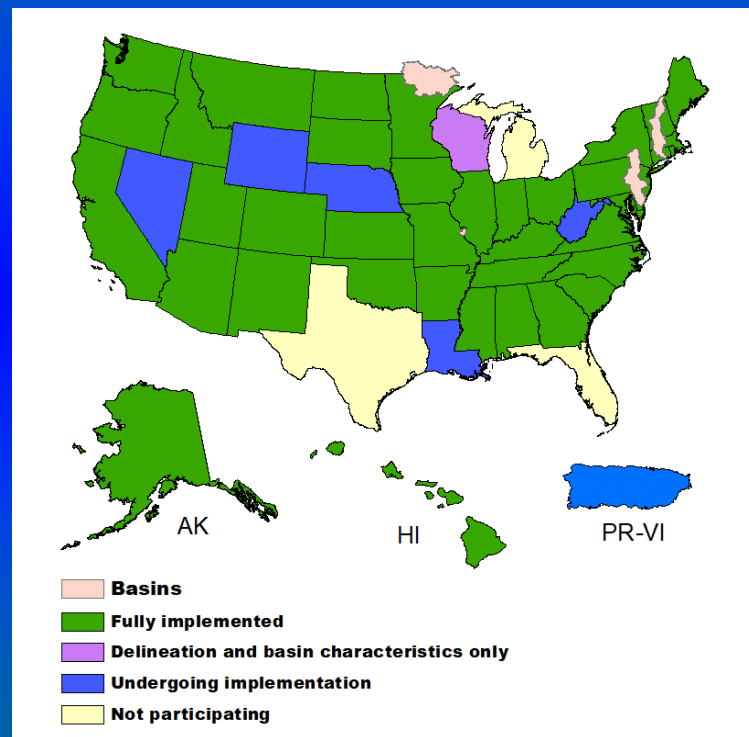 AK
HI
PR-VI
Basins
Fully implemented
Delineation and basin characteristics only
Undergoing implementation
Not participating